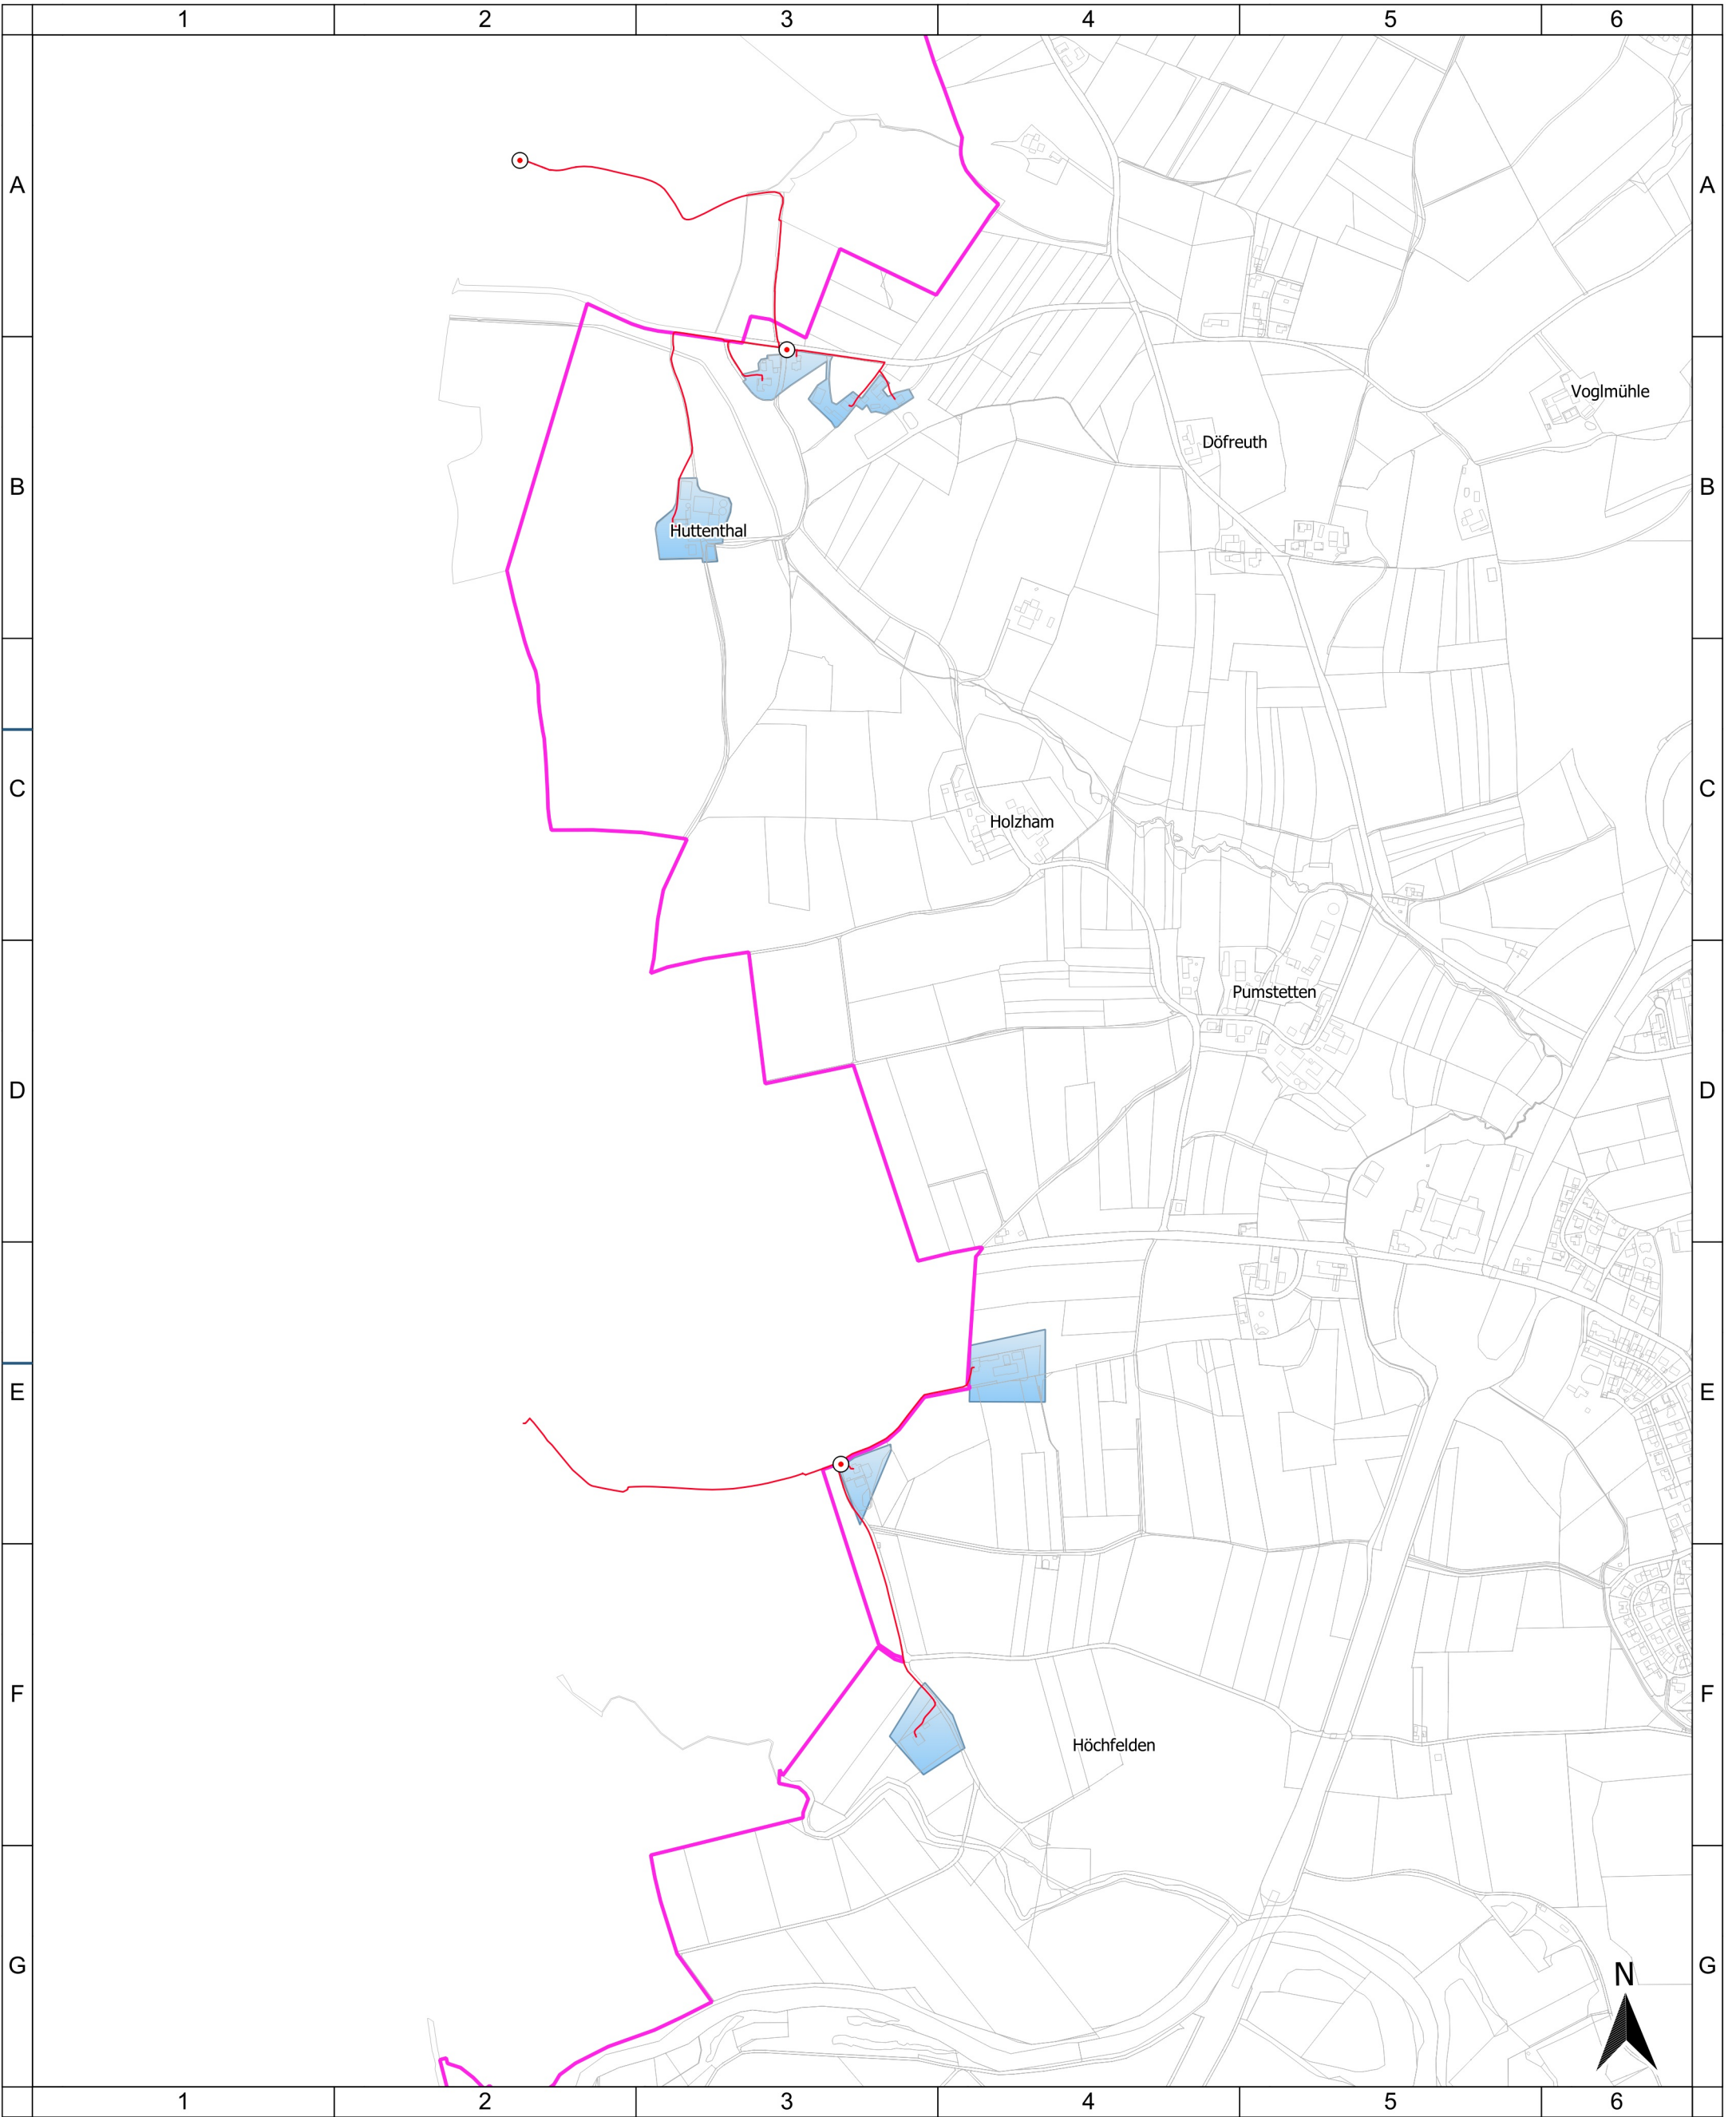 1 2 3 4 5 6
A A
Voglmühle
Döfreuth
B B
Huttenthal
C C
Holzham
Pumstetten
D D
E E
F F
Höchfelden
N
G G
1 2 3 4 5 6